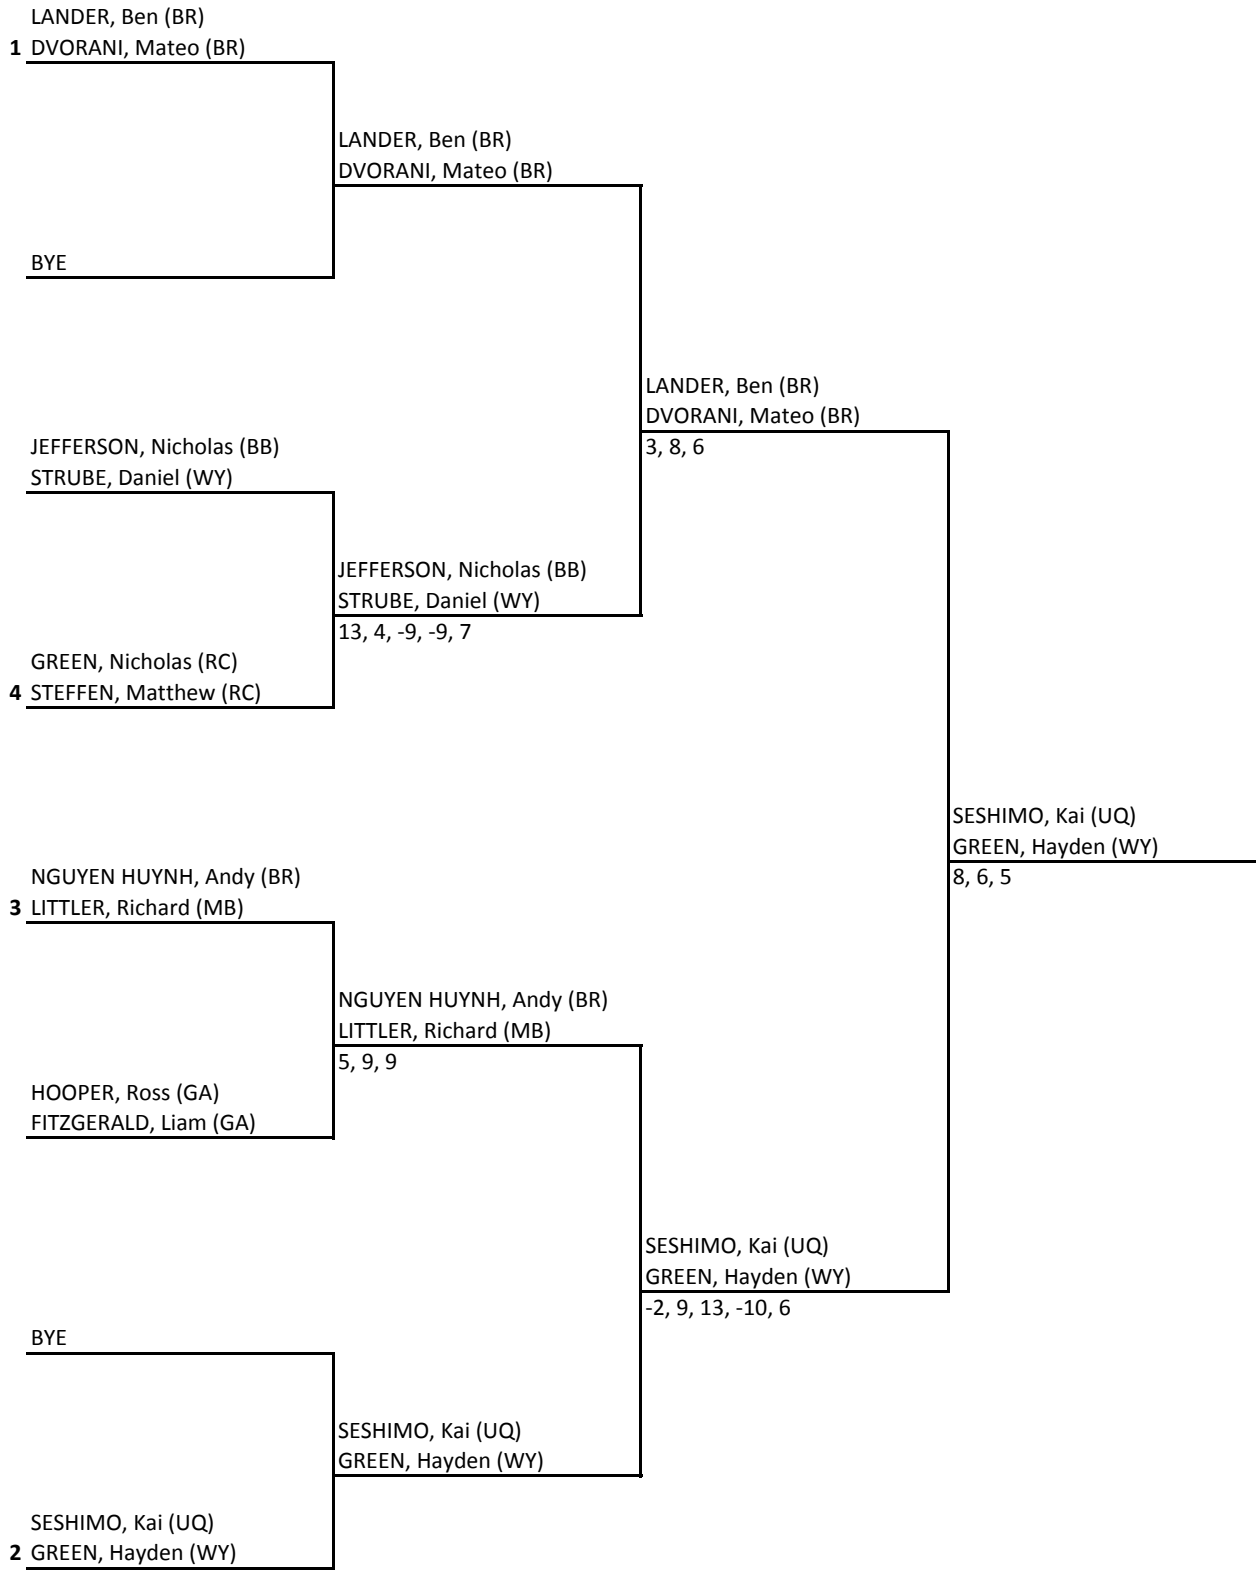 LANDER, Ben (BR)
1 DVORANI, Mateo (BR)
LANDER, Ben (BR)
DVORANI, Mateo (BR)
BYE
LANDER, Ben (BR)
DVORANI, Mateo (BR)
3, 8, 6
JEFFERSON, Nicholas (BB)
STRUBE, Daniel (WY)
JEFFERSON, Nicholas (BB)
STRUBE, Daniel (WY)
13, 4, -9, -9, 7
GREEN, Nicholas (RC)
4 STEFFEN, Matthew (RC)
SESHIMO, Kai (UQ)
GREEN, Hayden (WY)
8, 6, 5
NGUYEN HUYNH, Andy (BR)
3 LITTLER, Richard (MB)
NGUYEN HUYNH, Andy (BR)
LITTLER, Richard (MB)
5, 9, 9
HOOPER, Ross (GA)
FITZGERALD, Liam (GA)
SESHIMO, Kai (UQ)
GREEN, Hayden (WY)
-2, 9, 13, -10, 6
BYE
SESHIMO, Kai (UQ)
GREEN, Hayden (WY)
SESHIMO, Kai (UQ)
2 GREEN, Hayden (WY)